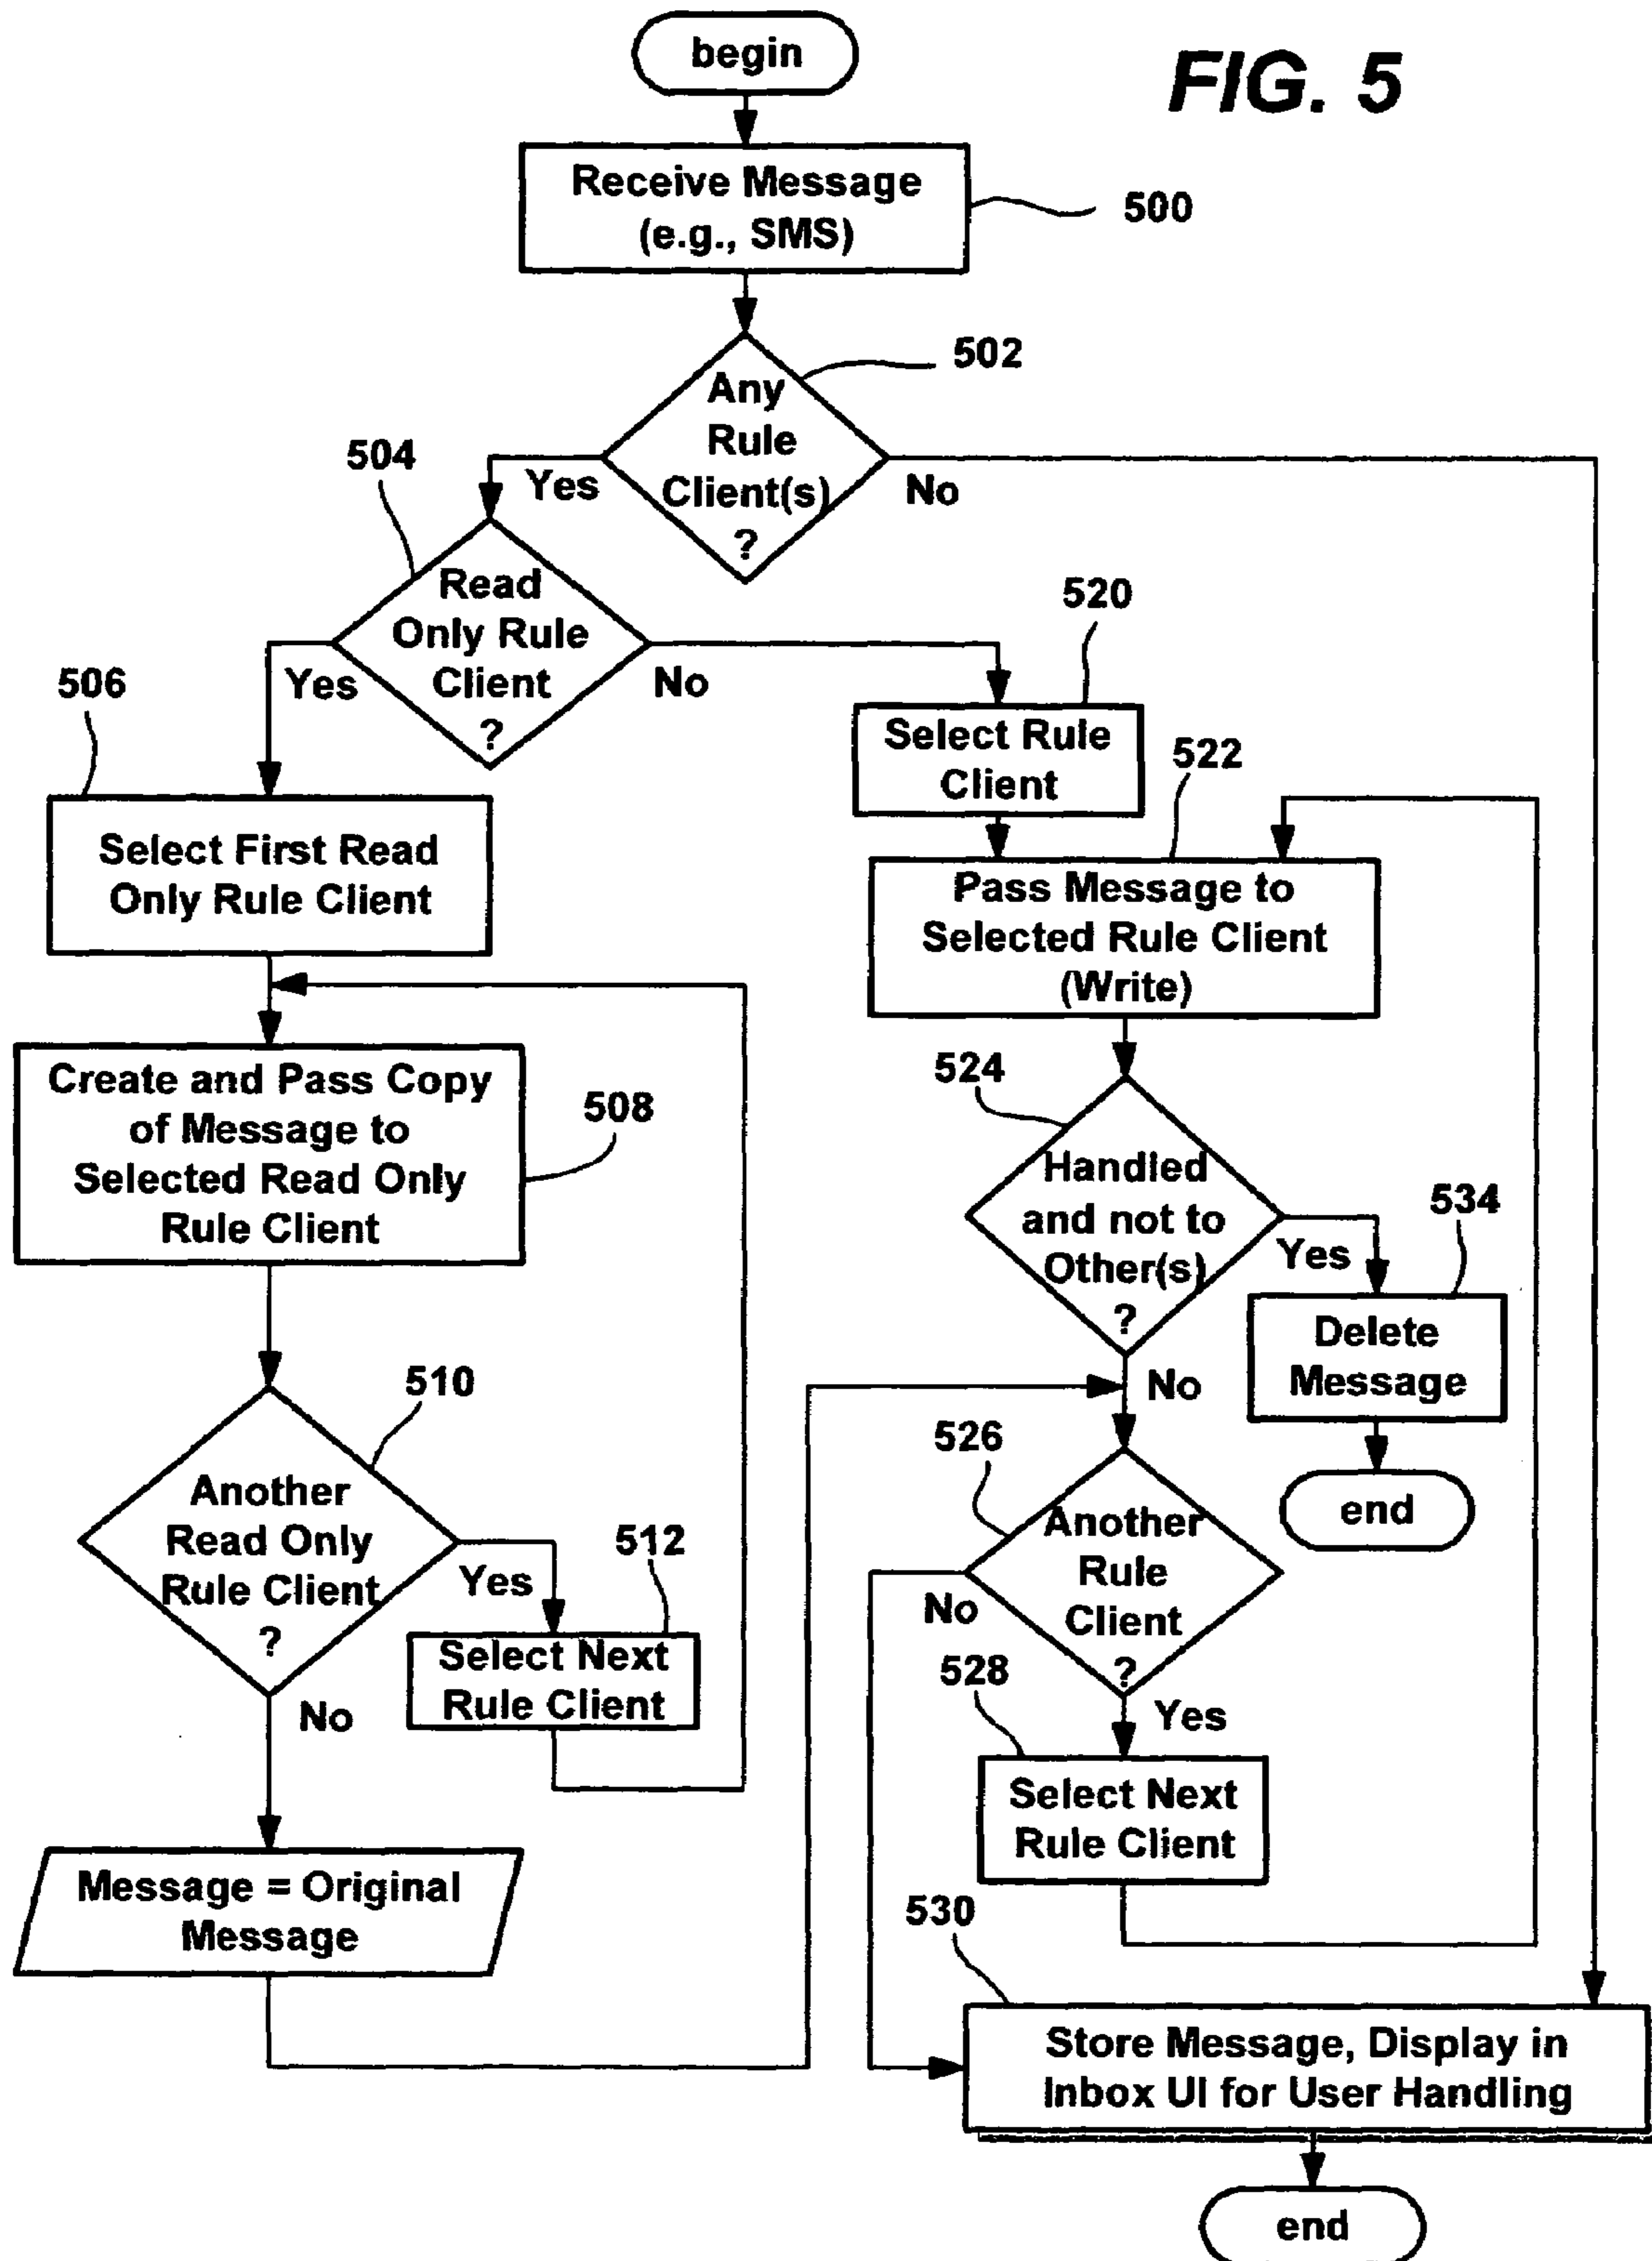 begin
FIG. 5
Receive Message
(e.g., SMS)
500
502
Any
Rule
Client(s)
?
Yes
No
504
Read
Only Rule
Client
?
Yes
No
506
Select First Read
Only Rule Client
520
Select Rule
Client
522
Pass Message to
Selected Rule Client
(Write)
Create and Pass Copy
of Message to
Selected Read Only
Rule Client
508
524
Handled
and not to
Other(s)
?
Yes
No
534
Delete
Message
end
510
Another
Read Only
Rule Client
?
Yes
No
512
Select Next
Rule Client
526
Another
Rule
Client
?
No
Yes
528
Select Next
Rule Client
Message = Original
Message
530
Store Message, Display in
Inbox UI for User Handling
end